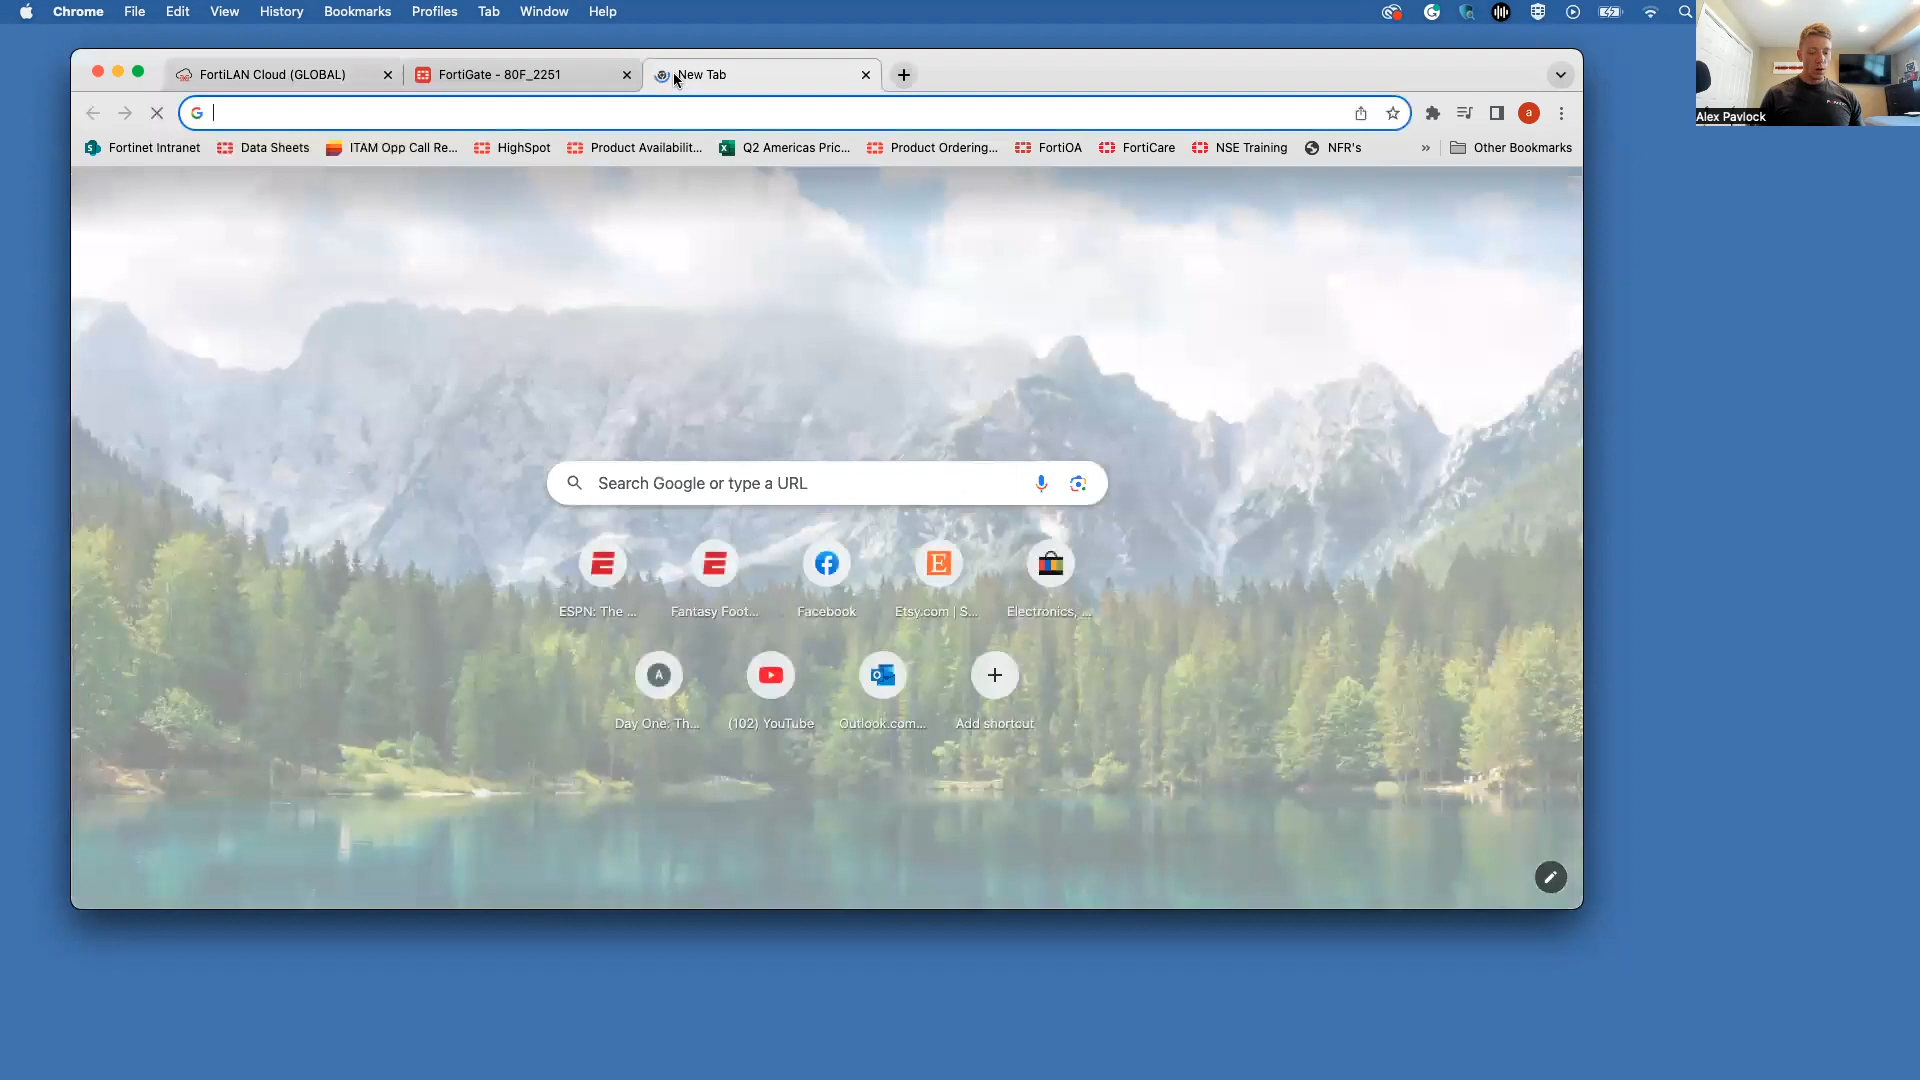 Chrome File Edit View History Bookmarks Profiles Tab Window Help
Alex Pavlock
FortiLAN Cloud (GLOBAL) FortiGate - 80F_2251 New Tab
Fortinet Intranet Data Sheets ITAM Opp Call Re... HighSpot Product Availabilit... Q2 Americas Pric... Product Ordering... FortiOA FortiCare NSE Training NFR's » Other Bookmarks
Search Google or type a URL
ESPN: The ... Fantasy Foot... Facebook Etsy.com | S... Electronics, ...
Day One: Th... (102) YouTube Outlook.com... Add shortcut